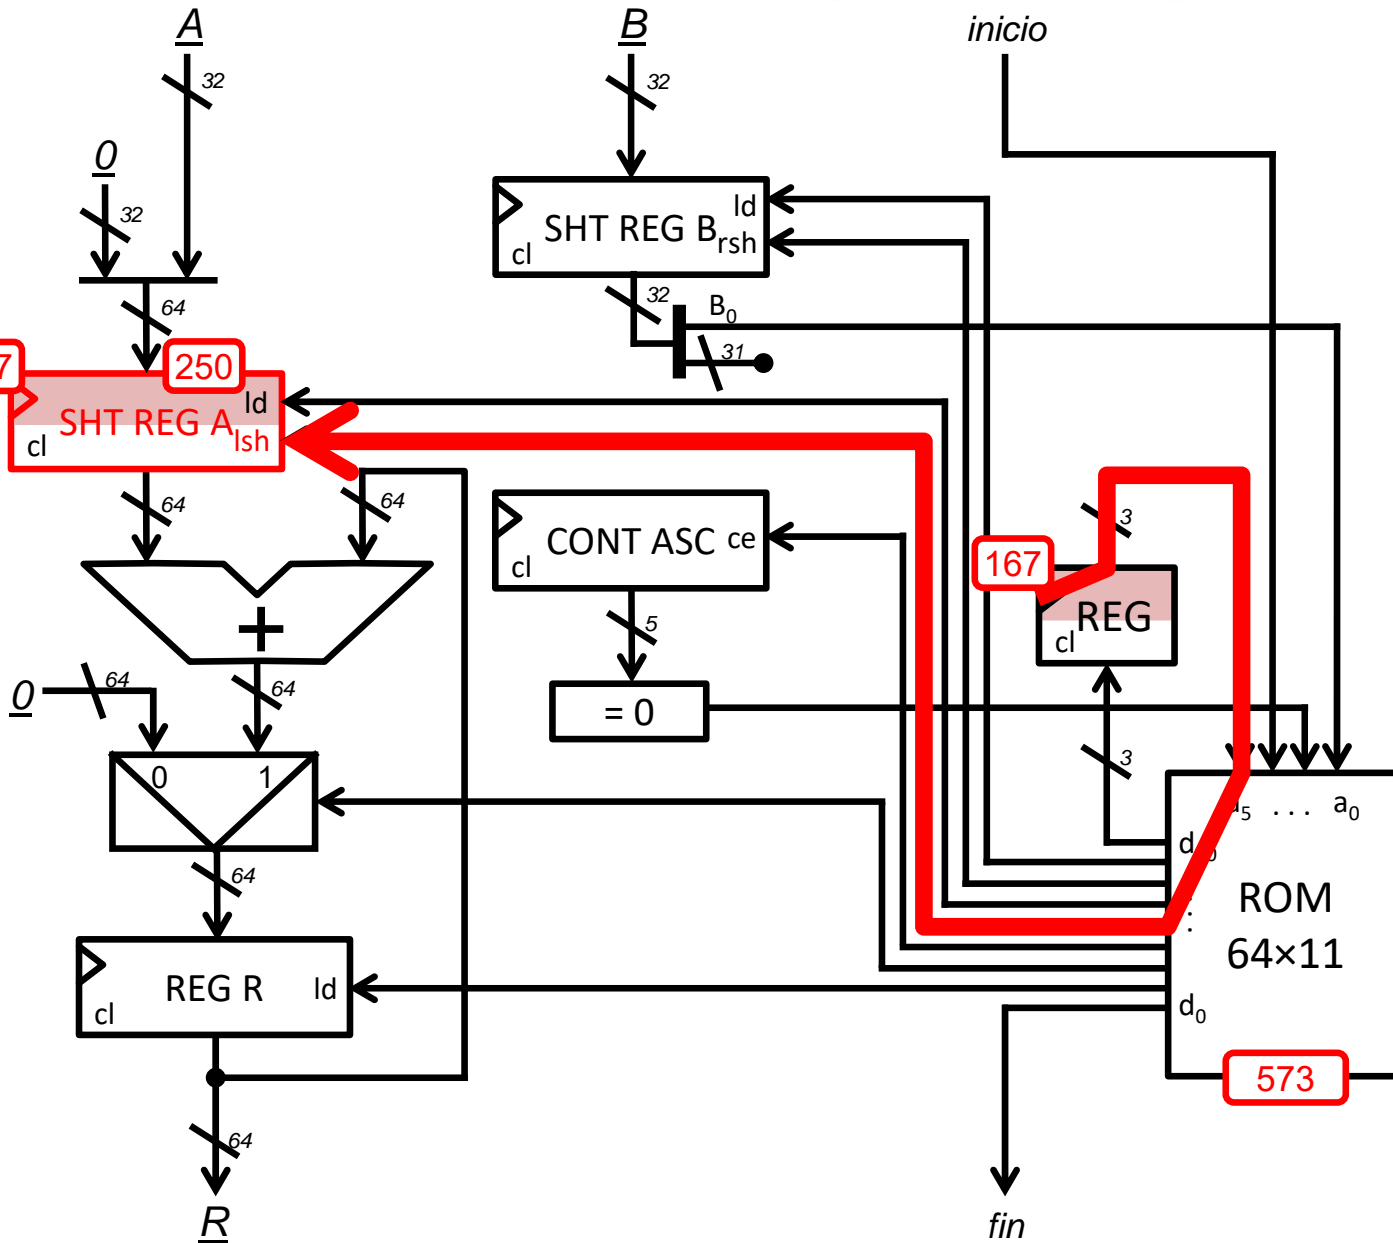 A
B
inicio
32
32
0
32
ld
SHT REG B
rsh
cl
64
32
B0
31
7
250
ld
SHT REG A
lsh
cl
64
64
3
CONT ASC
ce
cl
167
REG
cl
+
5
64
64
0
= 0
3
0 1
a5 . . . a0
64
ROM
64×11
REG R
ld
cl
d0
573
64
R
fin